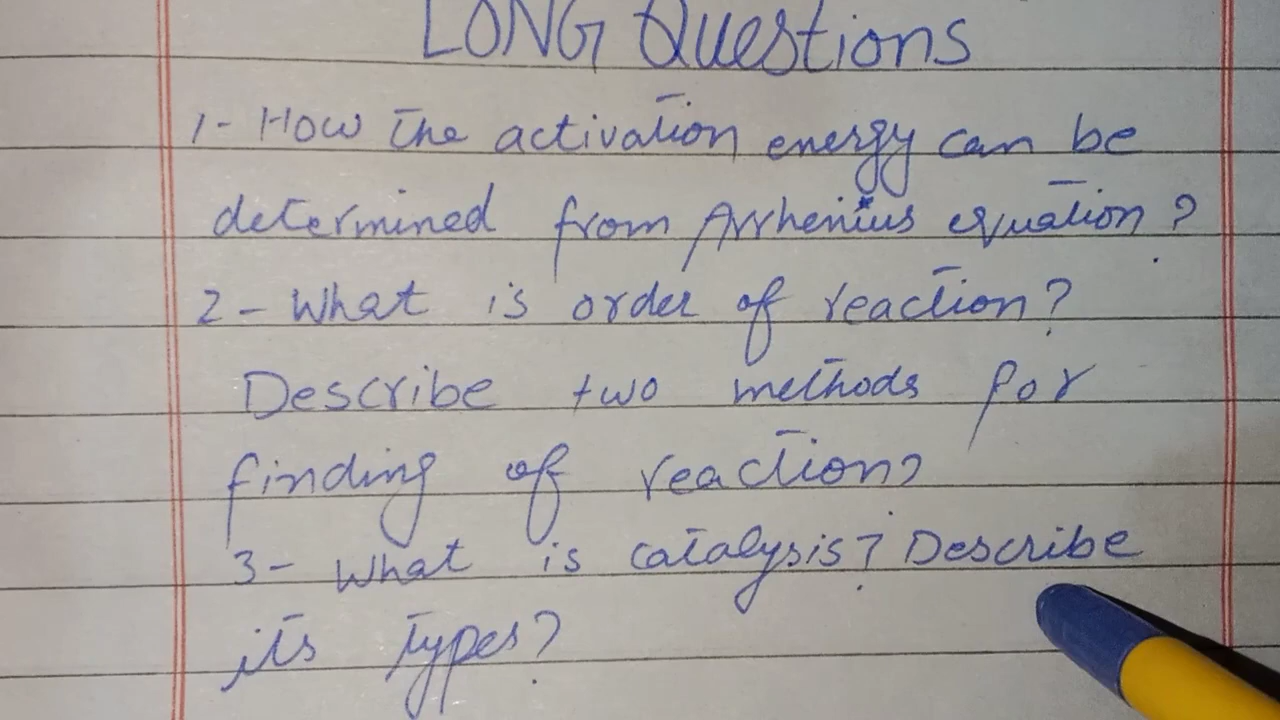 LONG Questions
1- How the activation energy can be
determined from Arrhenius equation?
2- What is order of reaction?
Describe two methods for
finding of reaction?
3- What is catalysis? Describe
its types?